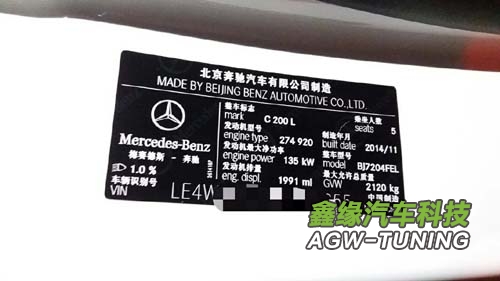 北京奔驰汽车有限公司制造
MADE BY BEIJING BENZ AUTOMOTIVE CO.,LTD.
整车标志
mark C 200 L
乘坐人数
seats 5
发动机型号
engine type 274 920
制造年月
built date 2014/11
Mercedes-Benz
梅赛德斯 - 奔驰
发动机最大净功率
engine power 135 kW
整车型号
model BJ7204FEL
1.0 %
发动机排量
eng. displ. 1991 ml
最大允许总质量
GVW 2120 kg
车辆识别号
VIN LE4W
中国制造
鑫缘汽车科技
AGW-TUNING